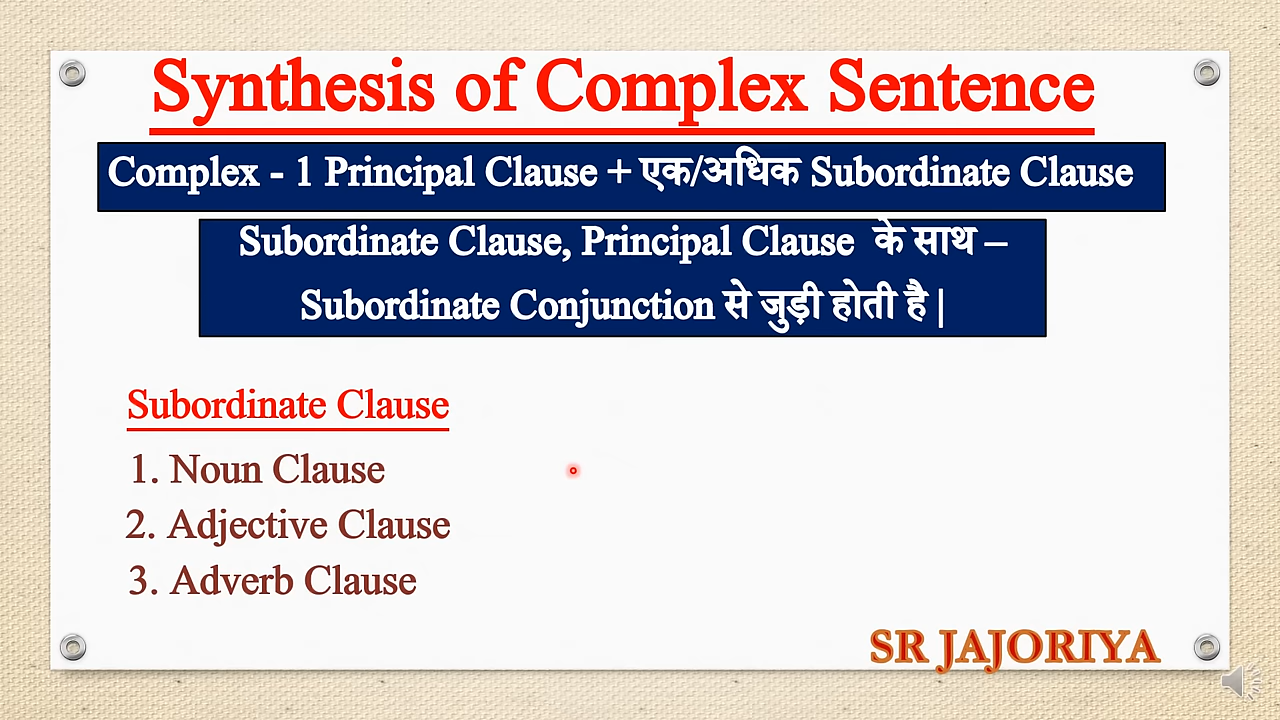 Synthesis of Complex Sentence
Complex - 1 Principal Clause + एक/अधिक Subordinate Clause
Subordinate Clause, Principal Clause के साथ –
Subordinate Conjunction से जुड़ी होती है |
Subordinate Clause
1. Noun Clause
2. Adjective Clause
3. Adverb Clause
SR JAJORIYA